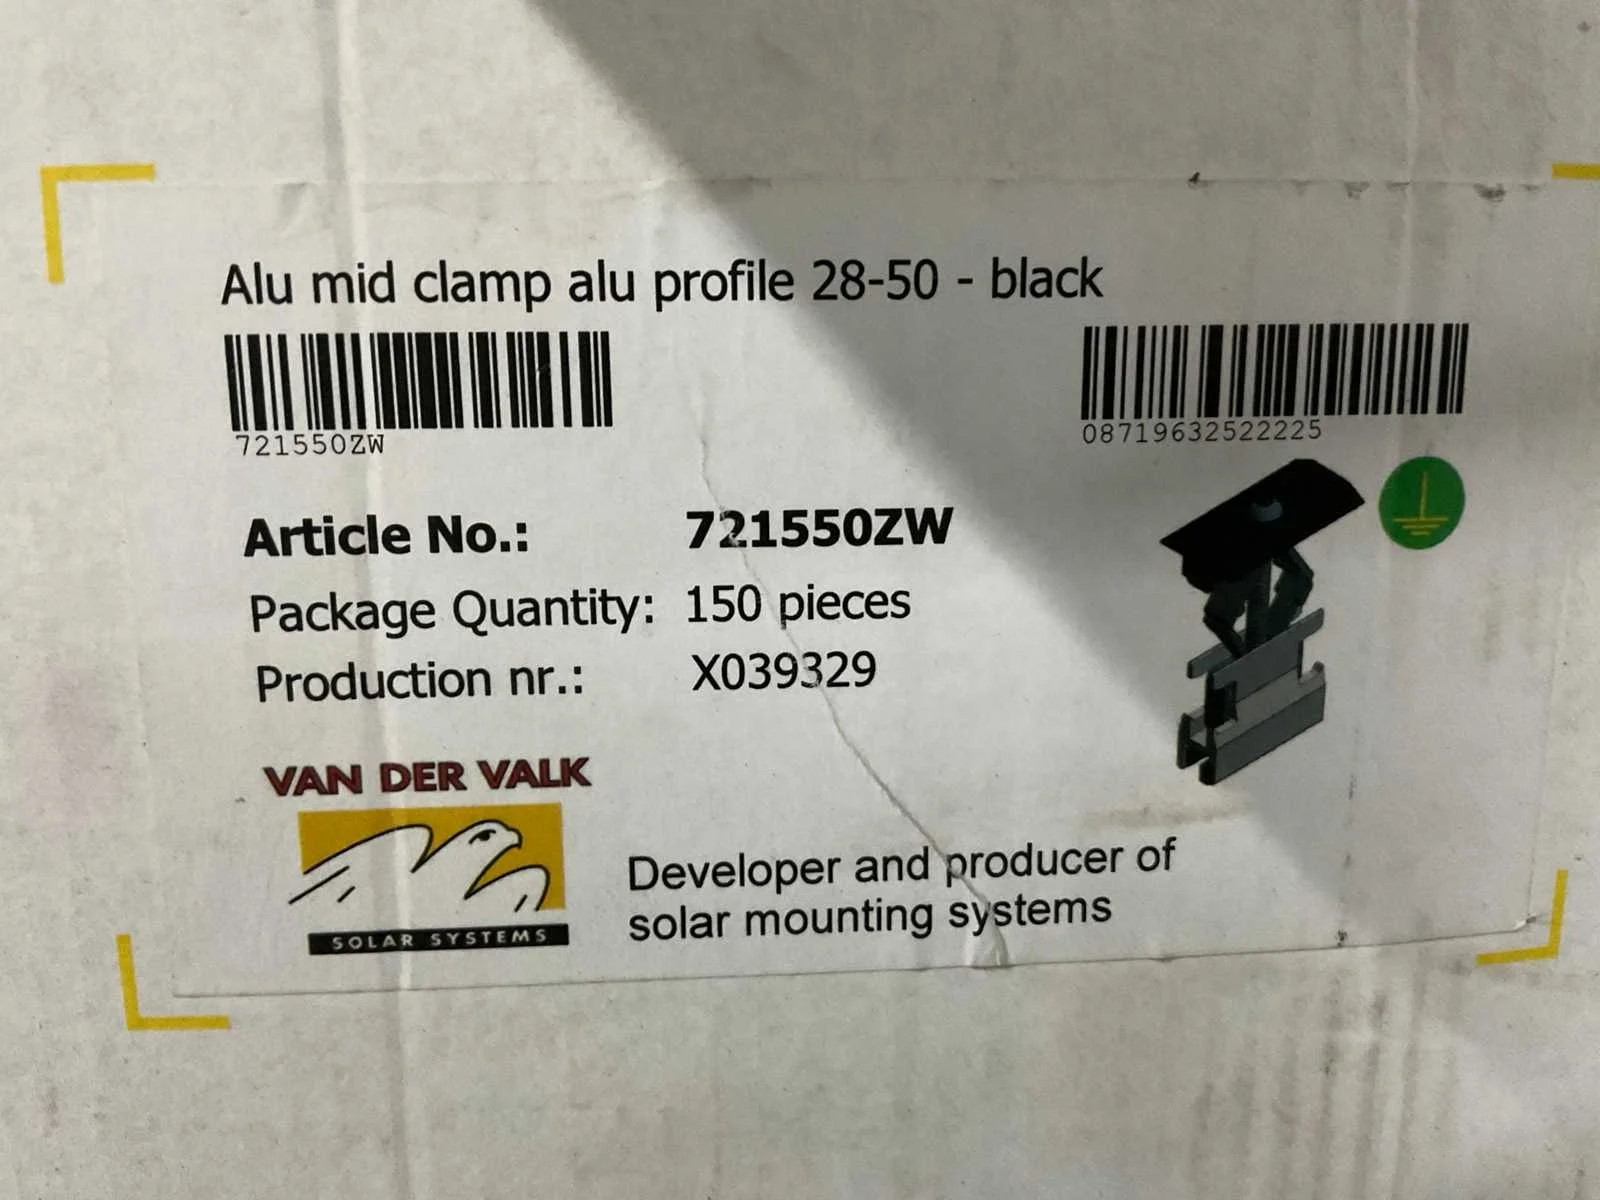 Alu mid clamp alu profile 28-50 - black
721550ZW
08719632522225
Article No.: 721550ZW
Package Quantity: 150 pieces
Production nr.: X039329
VAN DER VALK
SOLAR SYSTEMS
Developer and producer of
solar mounting systems